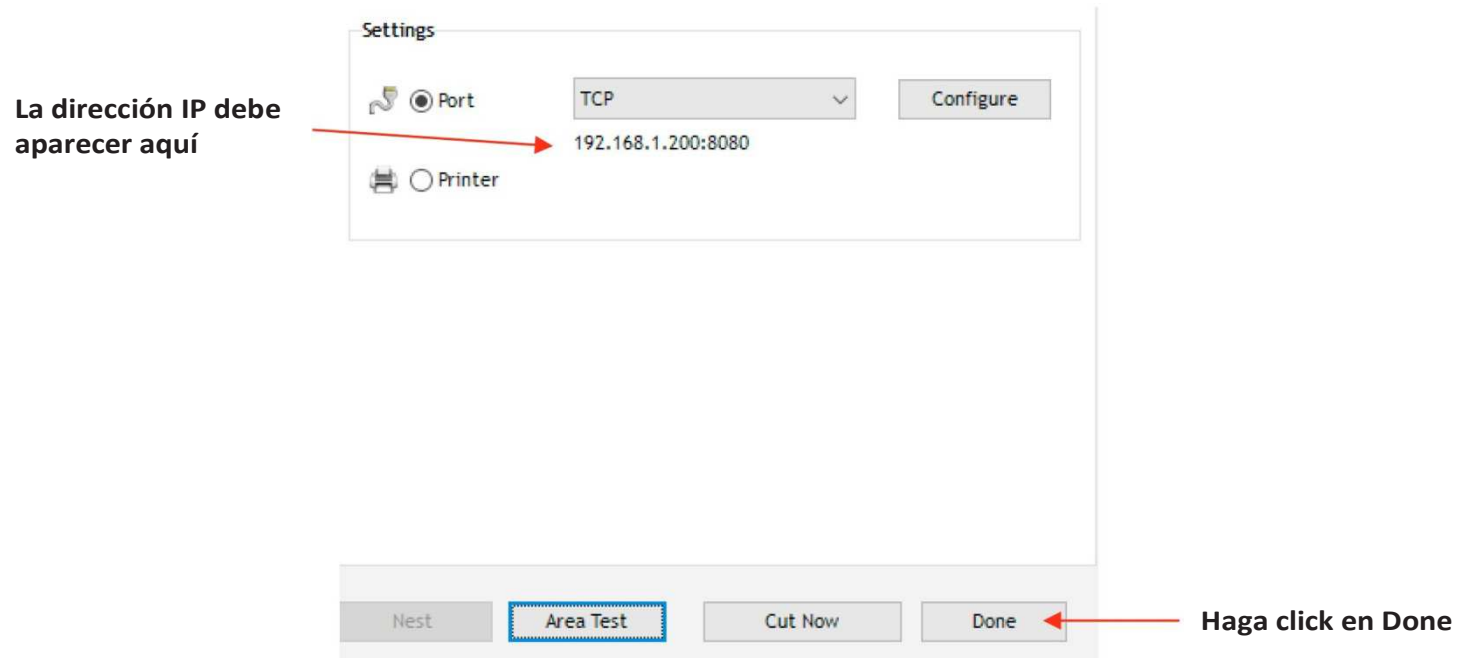 Settings
La dirección IP debe
aparecer aquí
Port
TCP
Configure
192.168.1.200:8080
Printer
Nest
Area Test
Cut Now
Done
Haga click en Done